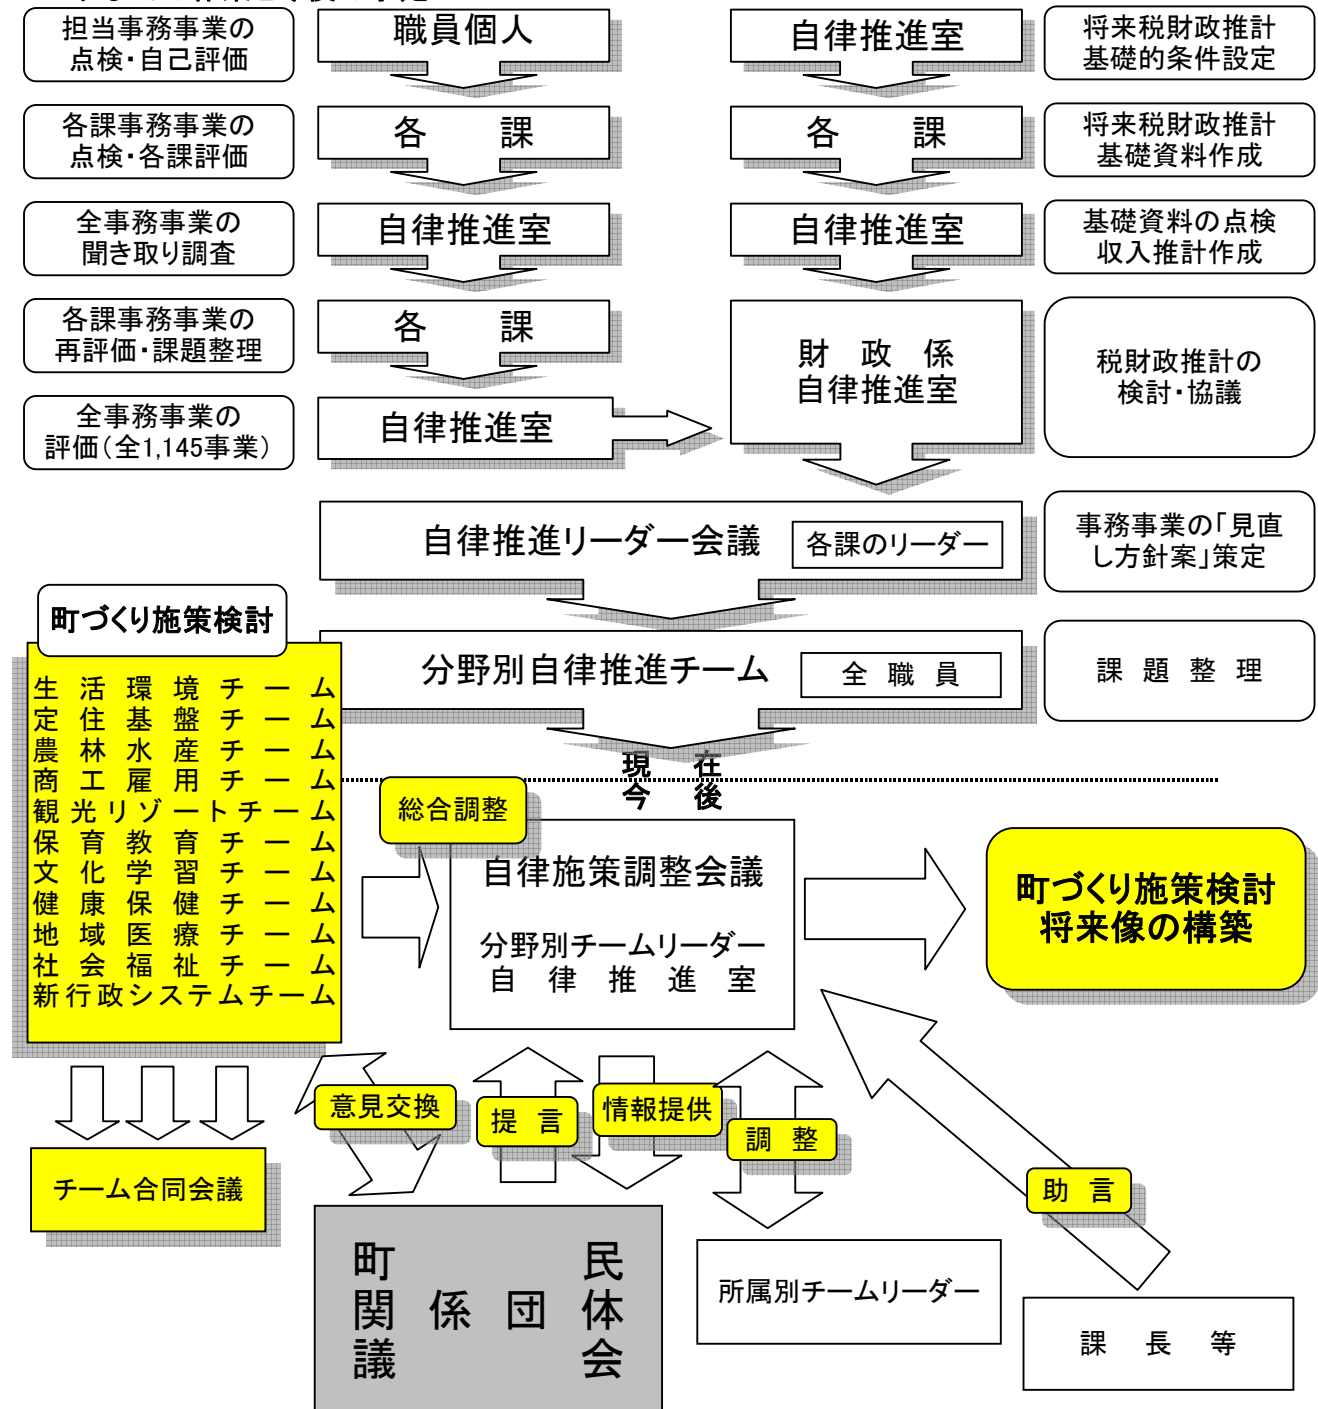 担当事務事業の
点検・自己評価
職員個人
自律推進室
将来税財政推計
基礎的条件設定
各課事務事業の
点検・各課評価
各 課
各 課
将来税財政推計
基礎資料作成
全事務事業の
聞き取り調査
自律推進室
自律推進室
基礎資料の点検
収入推計作成
各課事務事業の
再評価・課題整理
各 課
財 政 係
自律推進室
税財政推計の
検討・協議
全事務事業の
評価(全1,145事業)
自律推進室
自律推進リーダー会議
各課のリーダー
事務事業の「見直
し方針案」策定
町づくり施策検討
分野別自律推進チーム
全 職 員
課 題 整 理
生活環境チーム
定住基盤チーム
農林水産チーム
商工雇用チーム
観光リゾートチーム
保育教育チーム
文化学習チーム
健康保健チーム
地域医療チーム
社会福祉チーム
新行政システムチーム
現 在
今 後
総合調整
自律施策調整会議
分野別チームリーダー
自 律 推 進 室
町づくり施策検討
将来像の構築
意見交換
提 言
情報提供
調 整
助 言
チーム合同会議
町 民
関 係 団 体
議 会
所属別チームリーダー
課 長 等